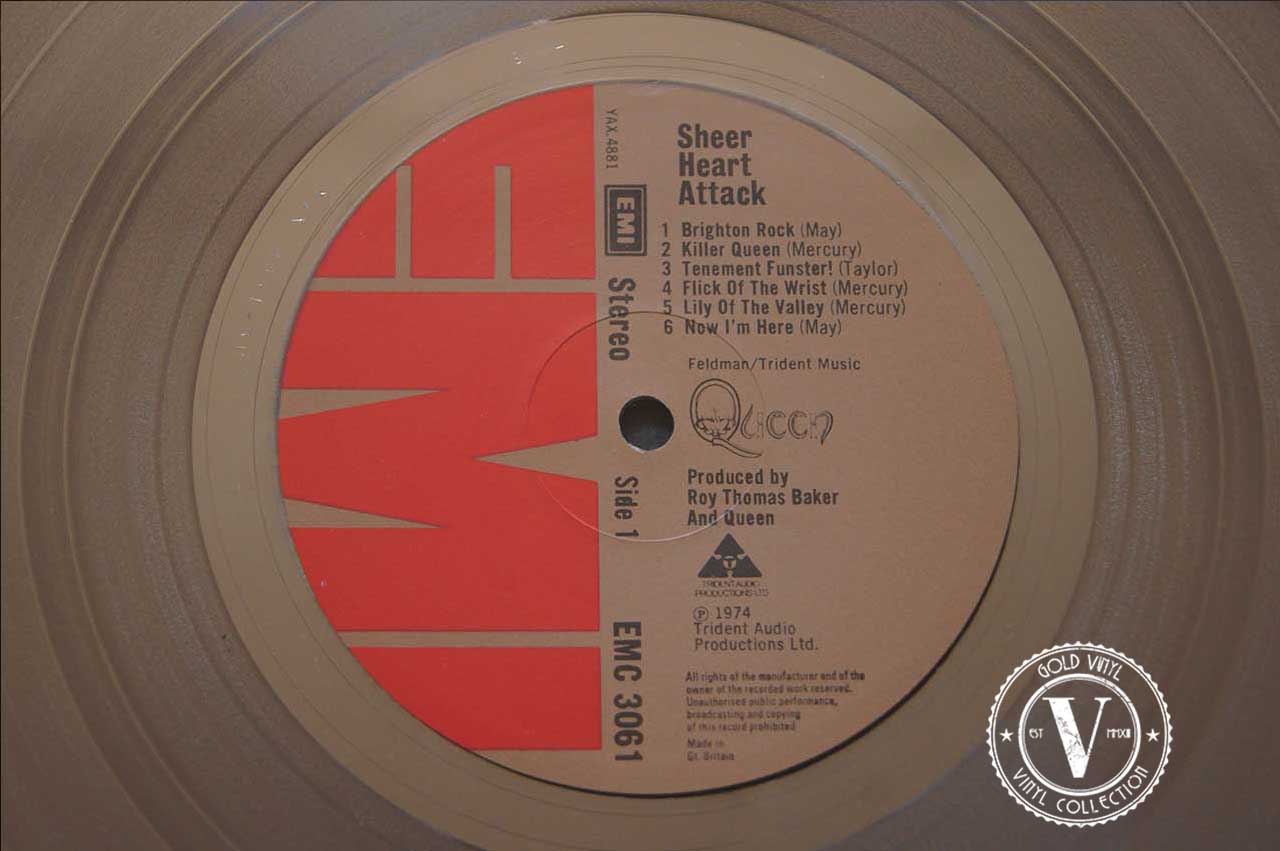 YAX.4881
EMI
Stereo
Side 1
EMC 3061
Sheer
Heart
Attack
1 Brighton Rock (May)
2 Killer Queen (Mercury)
3 Tenement Funster! (Taylor)
4 Flick Of The Wrist (Mercury)
5 Lily Of The Valley (Mercury)
6 Now I'm Here (May)
Feldman/Trident Music
Queen
Produced by
Roy Thomas Baker
And Queen
T
TRIDENT AUDIO
PRODUCTIONS LTD
℗ 1974
Trident Audio
Productions Ltd.
All rights of the manufacturer and of the
owner of the recorded work reserved.
Unauthorised public performance,
broadcasting and copying
of this record prohibited
Made in
Gt. Britain
EMI
GOLD VINYL
EST V MMXII
VINYL COLLECTION